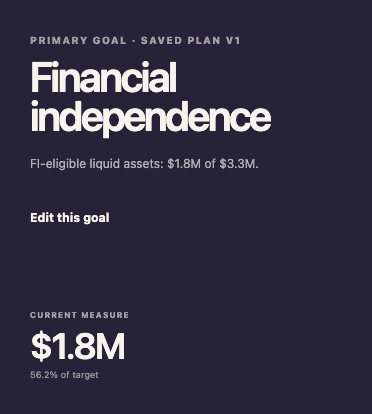 PRIMARY GOAL · SAVED PLAN V1
Financial
independence
FI-eligible liquid assets: $1.8M of $3.3M.
Edit this goal
CURRENT MEASURE
$1.8M
56.2% of target